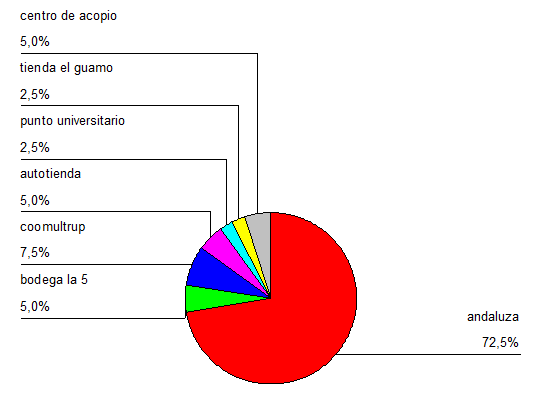 centro de acopio
5,0%
tienda el guamo
2,5%
punto universitario
2,5%
autotienda
5,0%
coomultrup
7,5%
bodega la 5
5,0%
andaluza
72,5%